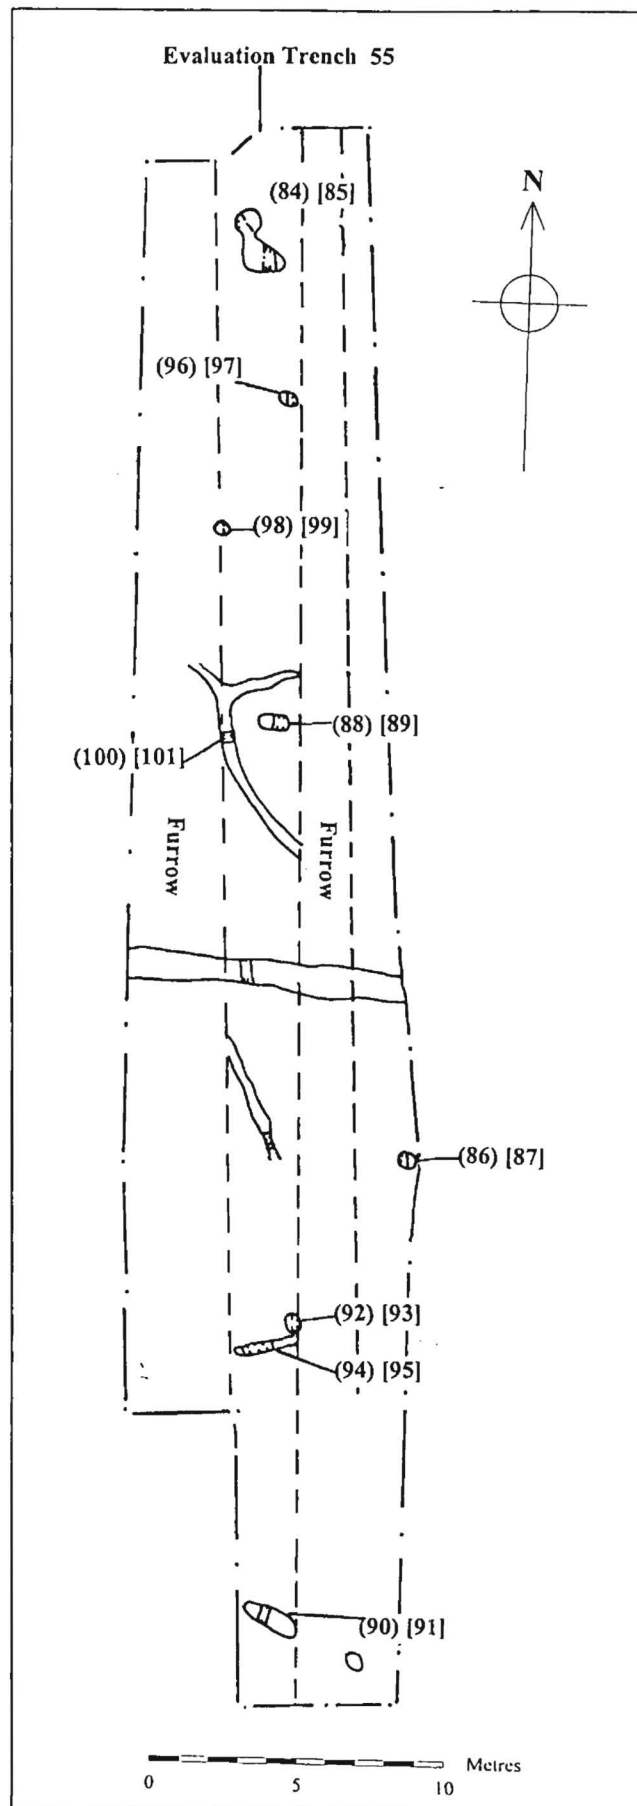 Evaluation Trench 55
N
(84) [85]
(96) [97]
(98) [99]
(88) [89]
(100) [101]
Furrow
Furrow
(86) [87]
(92) [93]
(94) [95]
(90) [91]
Metres
0 5 10